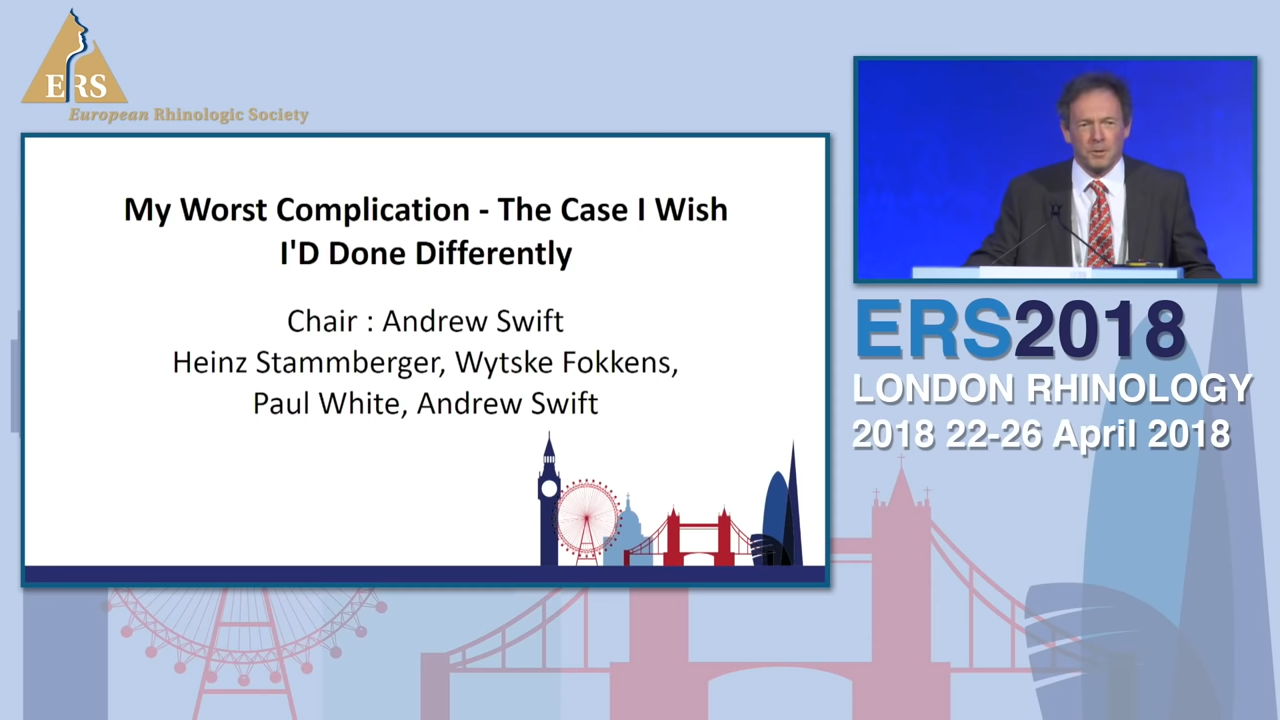 ERS
European Rhinologic Society
My Worst Complication - The Case I Wish
I'D Done Differently
Chair : Andrew Swift
Heinz Stammberger, Wytske Fokkens,
Paul White, Andrew Swift
ERS2018
LONDON RHINOLOGY
2018 22-26 April 2018